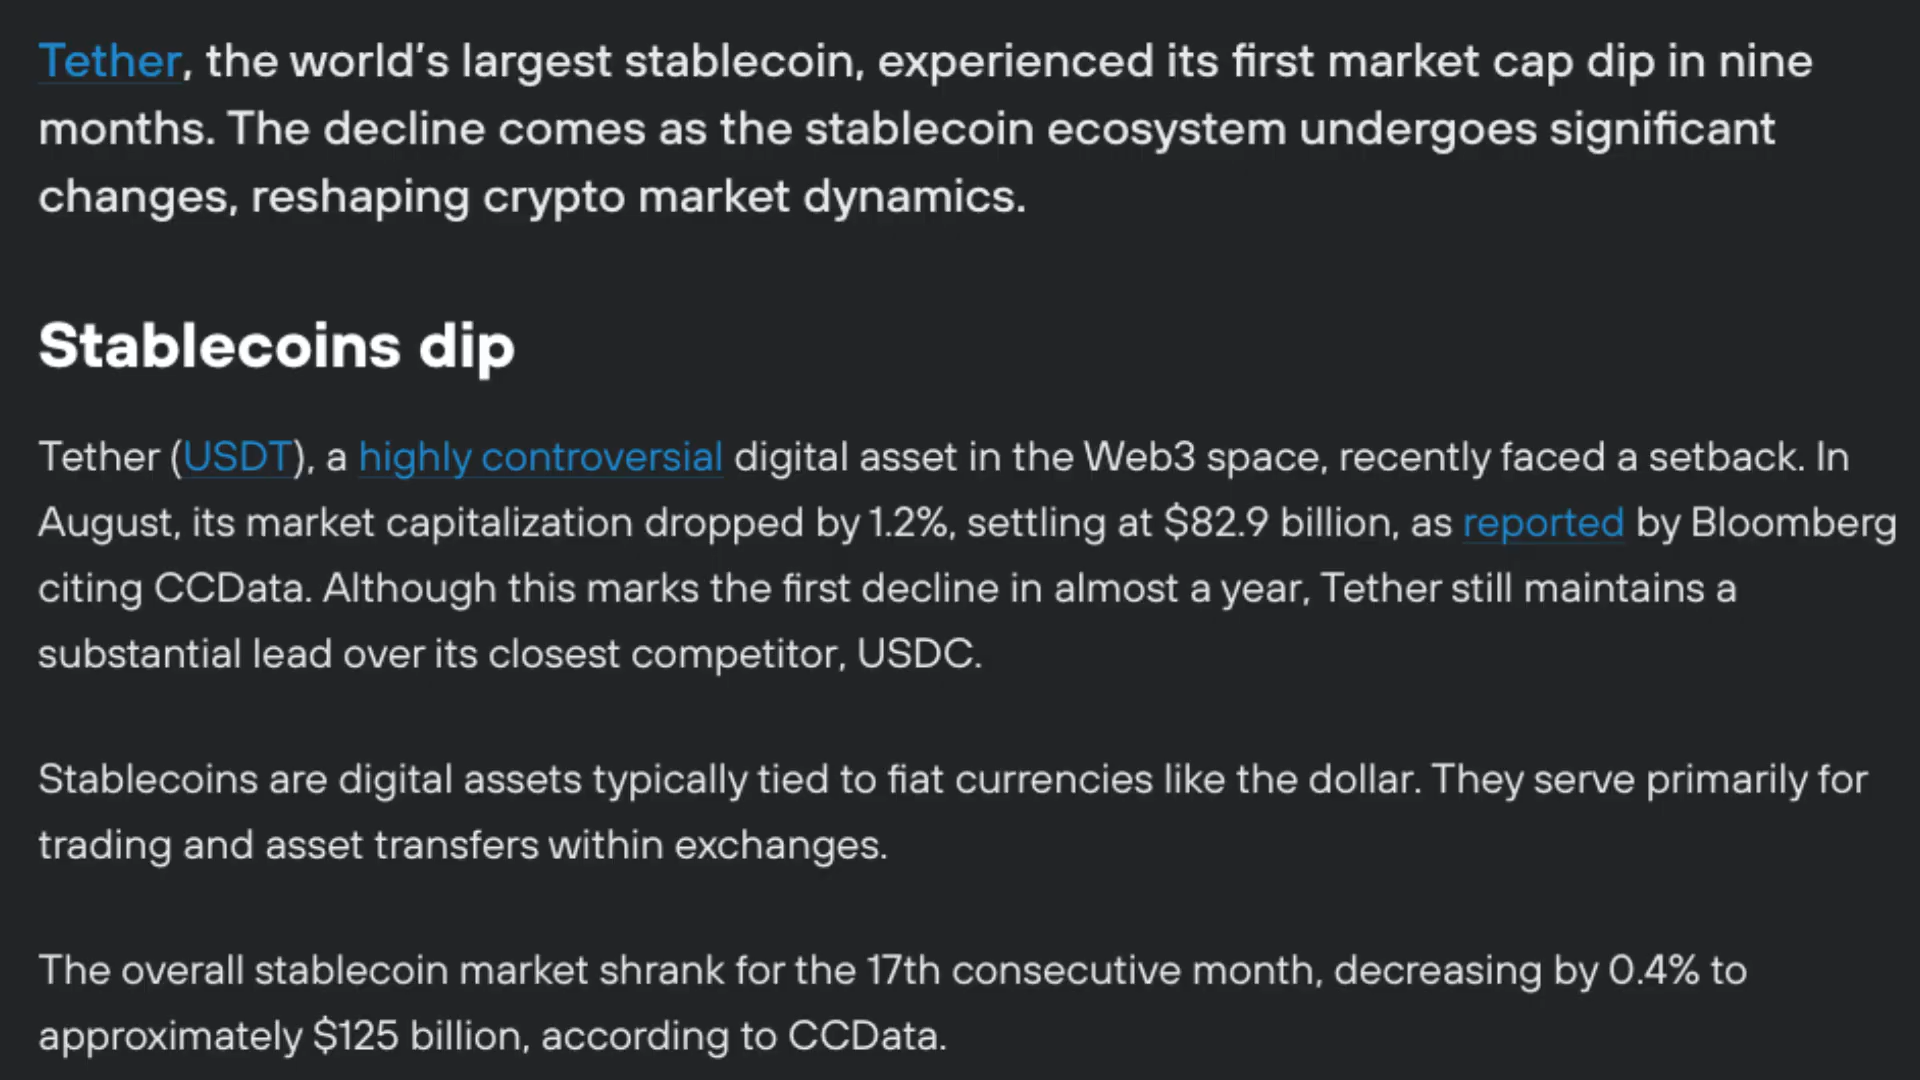 Tether, the world’s largest stablecoin, experienced its first market cap dip in nine
months. The decline comes as the stablecoin ecosystem undergoes significant
changes, reshaping crypto market dynamics.
Stablecoins dip
Tether (USDT), a highly controversial digital asset in the Web3 space, recently faced a setback. In
August, its market capitalization dropped by 1.2%, settling at $82.9 billion, as reported by Bloomberg
citing CCData. Although this marks the first decline in almost a year, Tether still maintains a
substantial lead over its closest competitor, USDC.
Stablecoins are digital assets typically tied to fiat currencies like the dollar. They serve primarily for
trading and asset transfers within exchanges.
The overall stablecoin market shrank for the 17th consecutive month, decreasing by 0.4% to
approximately $125 billion, according to CCData.